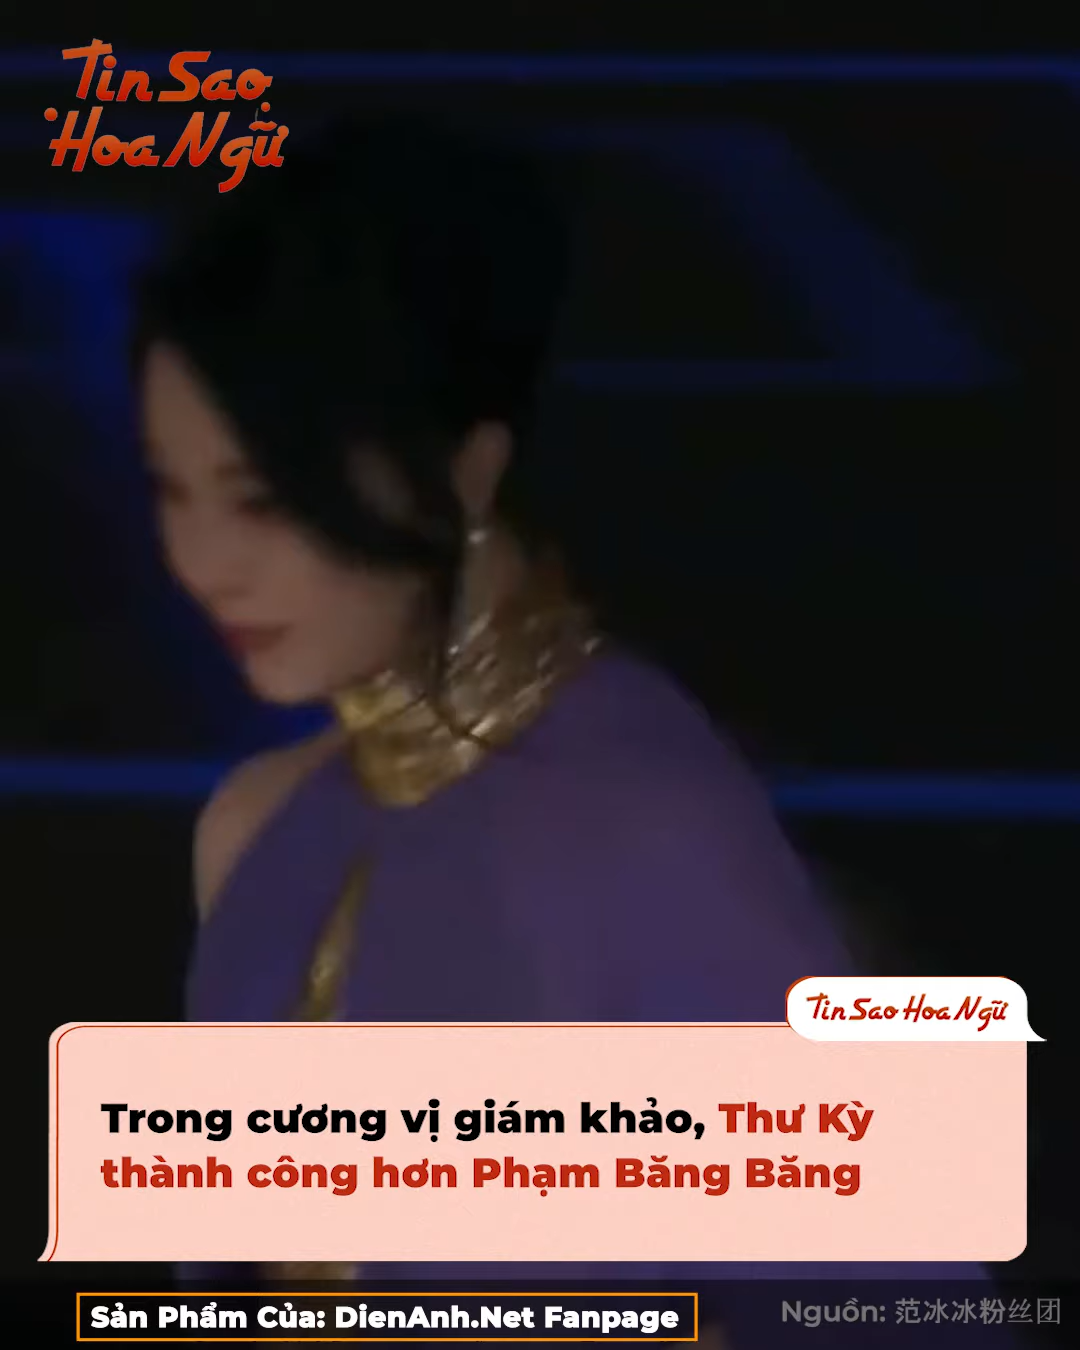 Tin Sao
Hoa Ngữ
Tin Sao Hoa Ngữ
Trong cương vị giám khảo, Thư Kỳ
thành công hơn Phạm Băng Băng
Sản Phẩm Của: DienAnh.Net Fanpage
Nguồn: 范冰冰粉丝团